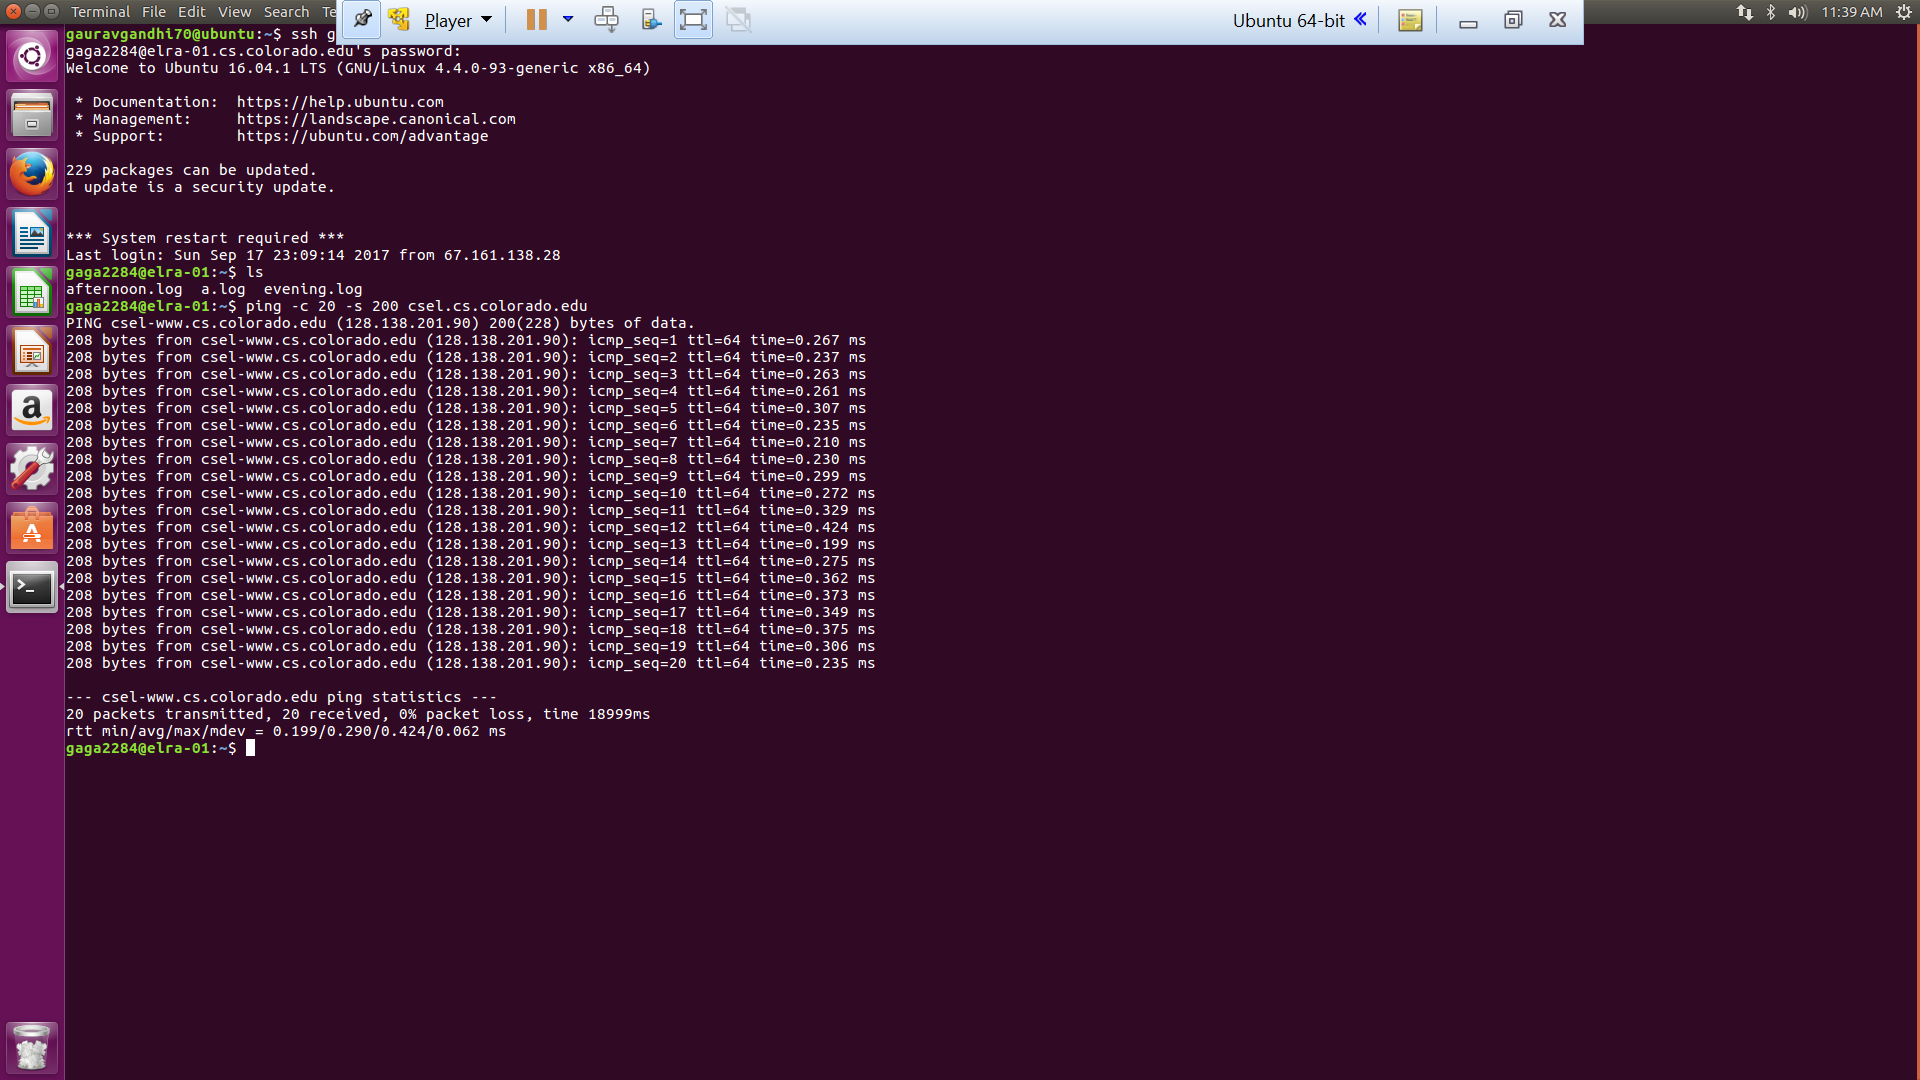 Terminal File Edit View Search Te Player Ubuntu 64-bit 11:39 AM
gauravgandhi70@ubuntu:~$ ssh g
gaga2284@elra-01.cs.colorado.edu's password:
Welcome to Ubuntu 16.04.1 LTS (GNU/Linux 4.4.0-93-generic x86_64)
* Documentation: https://help.ubuntu.com
* Management: https://landscape.canonical.com
* Support: https://ubuntu.com/advantage
229 packages can be updated.
1 update is a security update.
*** System restart required ***
Last login: Sun Sep 17 23:09:14 2017 from 67.161.138.28
gaga2284@elra-01:~$ ls
afternoon.log a.log evening.log
gaga2284@elra-01:~$ ping -c 20 -s 200 csel.cs.colorado.edu
PING csel-www.cs.colorado.edu (128.138.201.90) 200(228) bytes of data.
208 bytes from csel-www.cs.colorado.edu (128.138.201.90): icmp_seq=1 ttl=64 time=0.267 ms
208 bytes from csel-www.cs.colorado.edu (128.138.201.90): icmp_seq=2 ttl=64 time=0.237 ms
208 bytes from csel-www.cs.colorado.edu (128.138.201.90): icmp_seq=3 ttl=64 time=0.263 ms
208 bytes from csel-www.cs.colorado.edu (128.138.201.90): icmp_seq=4 ttl=64 time=0.261 ms
208 bytes from csel-www.cs.colorado.edu (128.138.201.90): icmp_seq=5 ttl=64 time=0.307 ms
208 bytes from csel-www.cs.colorado.edu (128.138.201.90): icmp_seq=6 ttl=64 time=0.235 ms
208 bytes from csel-www.cs.colorado.edu (128.138.201.90): icmp_seq=7 ttl=64 time=0.210 ms
208 bytes from csel-www.cs.colorado.edu (128.138.201.90): icmp_seq=8 ttl=64 time=0.230 ms
208 bytes from csel-www.cs.colorado.edu (128.138.201.90): icmp_seq=9 ttl=64 time=0.299 ms
208 bytes from csel-www.cs.colorado.edu (128.138.201.90): icmp_seq=10 ttl=64 time=0.272 ms
208 bytes from csel-www.cs.colorado.edu (128.138.201.90): icmp_seq=11 ttl=64 time=0.329 ms
208 bytes from csel-www.cs.colorado.edu (128.138.201.90): icmp_seq=12 ttl=64 time=0.424 ms
208 bytes from csel-www.cs.colorado.edu (128.138.201.90): icmp_seq=13 ttl=64 time=0.199 ms
208 bytes from csel-www.cs.colorado.edu (128.138.201.90): icmp_seq=14 ttl=64 time=0.275 ms
208 bytes from csel-www.cs.colorado.edu (128.138.201.90): icmp_seq=15 ttl=64 time=0.362 ms
208 bytes from csel-www.cs.colorado.edu (128.138.201.90): icmp_seq=16 ttl=64 time=0.373 ms
208 bytes from csel-www.cs.colorado.edu (128.138.201.90): icmp_seq=17 ttl=64 time=0.349 ms
208 bytes from csel-www.cs.colorado.edu (128.138.201.90): icmp_seq=18 ttl=64 time=0.375 ms
208 bytes from csel-www.cs.colorado.edu (128.138.201.90): icmp_seq=19 ttl=64 time=0.306 ms
208 bytes from csel-www.cs.colorado.edu (128.138.201.90): icmp_seq=20 ttl=64 time=0.235 ms
--- csel-www.cs.colorado.edu ping statistics ---
20 packets transmitted, 20 received, 0% packet loss, time 18999ms
rtt min/avg/max/mdev = 0.199/0.290/0.424/0.062 ms
gaga2284@elra-01:~$